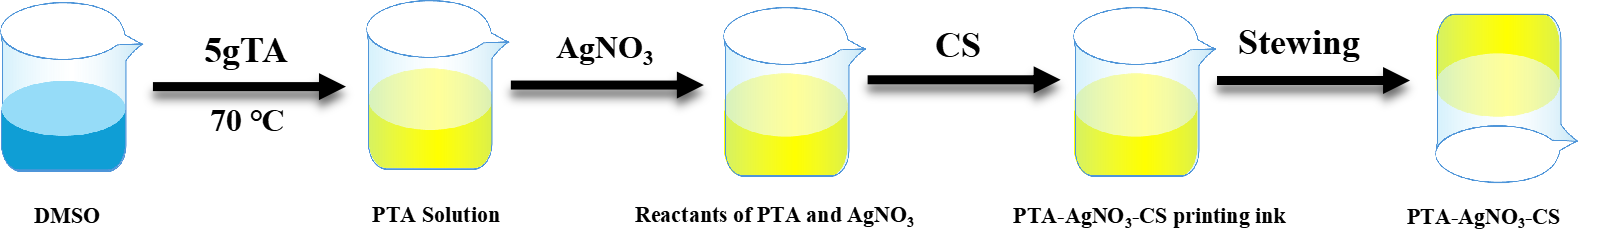 5gTA
70 ℃
AgNO₃
CS
Stewing
DMSO
PTA Solution
Reactants of PTA and AgNO₃
PTA-AgNO₃-CS printing ink
PTA-AgNO₃-CS